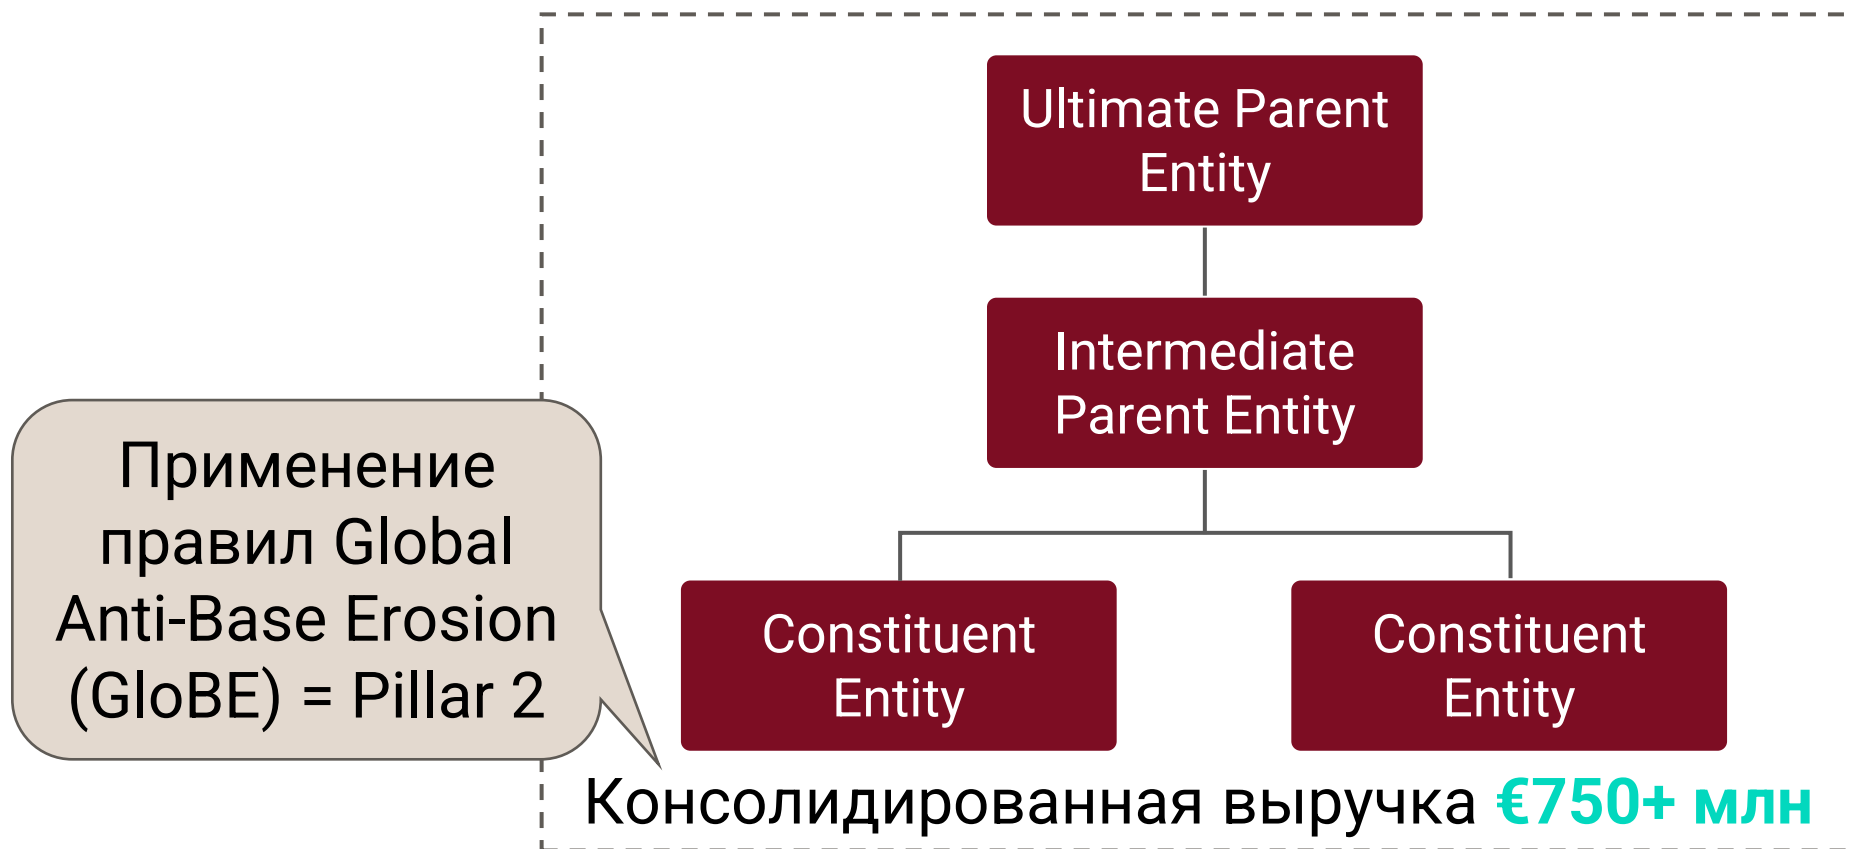 Ultimate Parent
Entity
Intermediate
Parent Entity
Применение
правил Global
Anti-Base Erosion
(GloBE) = Pillar 2
Constituent
Entity
Constituent
Entity
Консолидированная выручка €750+ млн